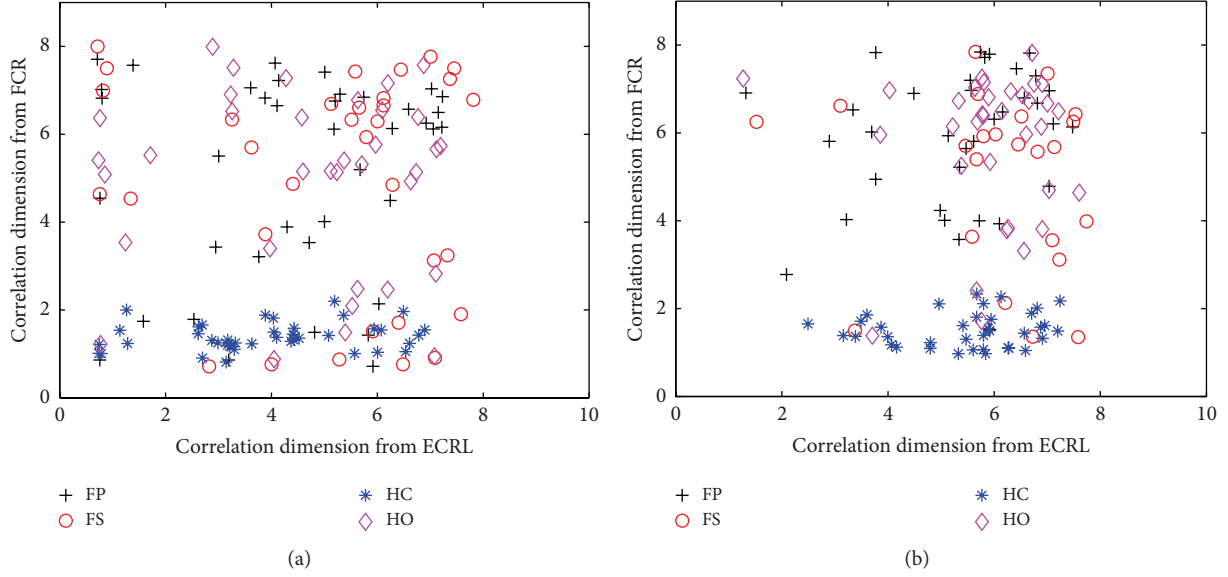 8
6
4
2
0
0 2 4 6 8 10
Correlation dimension from FCR
Correlation dimension from ECRL
FP
FS
HC
HO
(a)
8
6
4
2
0
0 2 4 6 8 10
Correlation dimension from FCR
Correlation dimension from ECRL
FP
FS
HC
HO
(b)